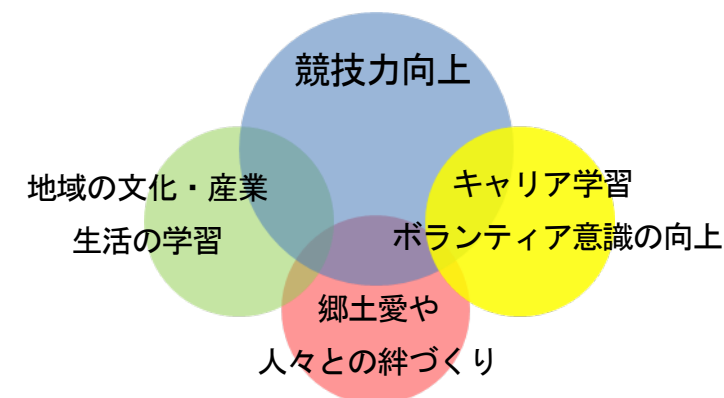 競技力向上
地域の文化・産業
生活の学習
キャリア学習
ボランティア意識の向上
郷土愛や
人々との絆づくり